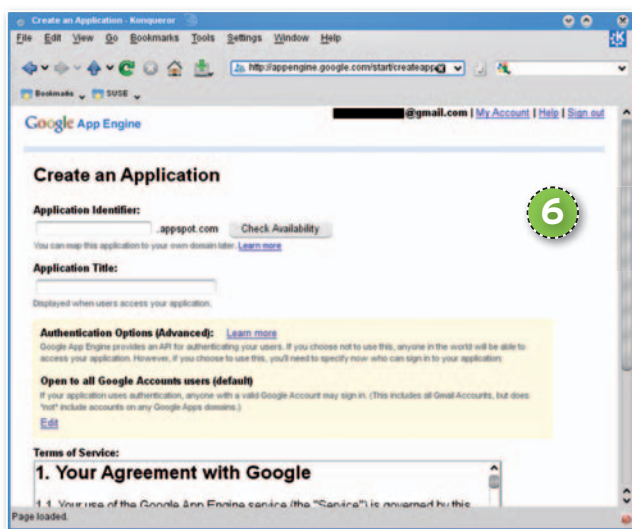 Create an Application - Konqueror
File Edit View Go Bookmarks Tools Settings Window Help
http://appengine.google.com/start/createapp
Bookmarks SUSE
@gmail.com | My Account | Help | Sign out
Google App Engine
Create an Application
Application Identifier:
.appspot.com Check Availability
You can map this application to your own domain later. Learn more
Application Title:
Displayed when users access your application.
Authentication Options (Advanced): Learn more
Google App Engine provides an API for authenticating your users. If you choose not to use this, anyone in the world will be able to
access your application. However, if you choose to use this, you'll need to specify now who can sign in to your application:
Open to all Google Accounts users (default)
If your application uses authentication, anyone with a valid Google Account may sign in. (This includes all Gmail Accounts, but does
*not* include accounts on any Google Apps domains.)
Edit
Terms of Service:
1. Your Agreement with Google
1.1. Your use of the Google App Engine service (the "Service") is governed by this
Page loaded.
6